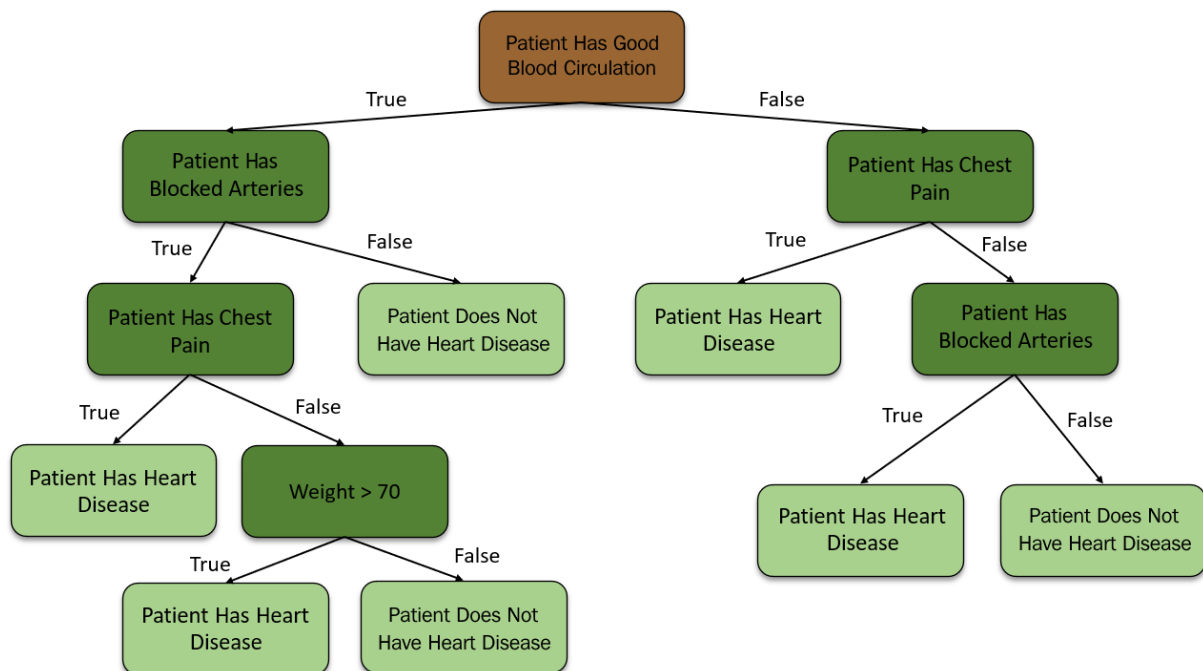 Patient Has Good
Blood Circulation
True
False
Patient Has
Blocked Arteries
Patient Has Chest
Pain
True
False
True
False
Patient Has Chest
Pain
Patient Does Not
Have Heart Disease
Patient Has Heart
Disease
Patient Has
Blocked Arteries
True
False
True
False
Patient Has Heart
Disease
Weight > 70
Patient Has Heart
Disease
Patient Does Not
Have Heart Disease
True
False
Patient Has Heart
Disease
Patient Does Not
Have Heart Disease